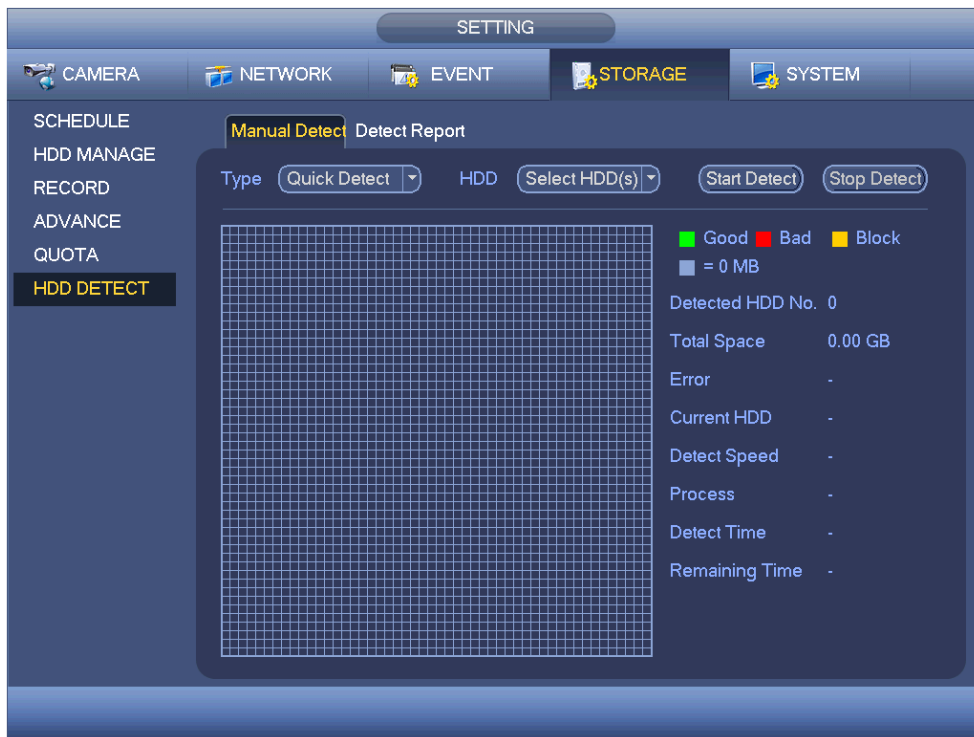 SETTING
CAMERA NETWORK EVENT STORAGE SYSTEM
SCHEDULE
HDD MANAGE
RECORD
ADVANCE
QUOTA
HDD DETECT
Manual Detect Detect Report
Type Quick Detect HDD Select HDD(s) Start Detect Stop Detect
Good Bad Block
= 0 MB
Detected HDD No. 0
Total Space 0.00 GB
Error -
Current HDD -
Detect Speed -
Process -
Detect Time -
Remaining Time -